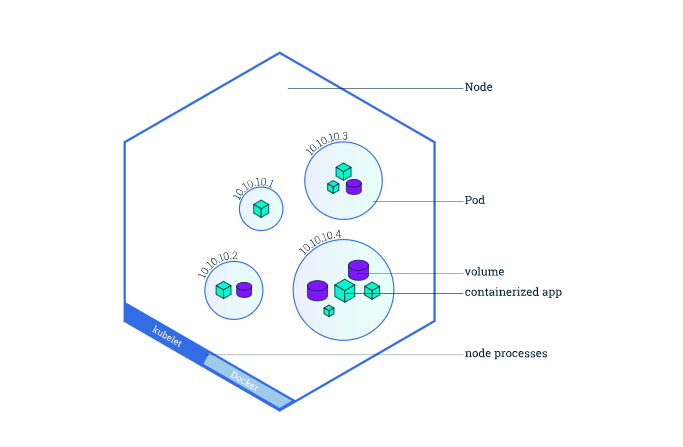 Node
10.10.10.3
10.10.10.1
Pod
10.10.10.4
10.10.10.2
volume
containerized app
kubelet
node processes
Docker